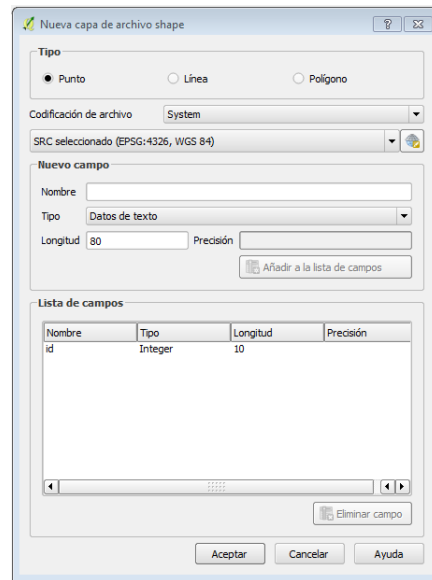 Nueva capa de archivo shape
Tipo
Punto Línea Polígono
Codificación de archivo System
SRC seleccionado (EPSG:4326, WGS 84)
Nuevo campo
Nombre
Tipo Datos de texto
Longitud 80 Precisión
Añadir a la lista de campos
Lista de campos
Nombre Tipo Longitud Precisión
id Integer 10
Eliminar campo
Aceptar Cancelar Ayuda